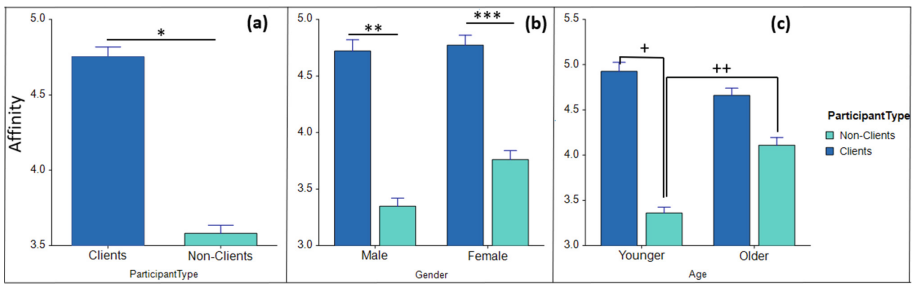 (a)
5.0
4.5
4.0
3.5
Affinity
*
Clients
Non-Clients
ParticipantType
(b)
5.0
4.5
4.0
3.5
3.0
**
***
Male
Female
Gender
(c)
5.5
5.0
4.5
4.0
3.5
3.0
+
++
Younger
Older
Age
ParticipantType
Non-Clients
Clients